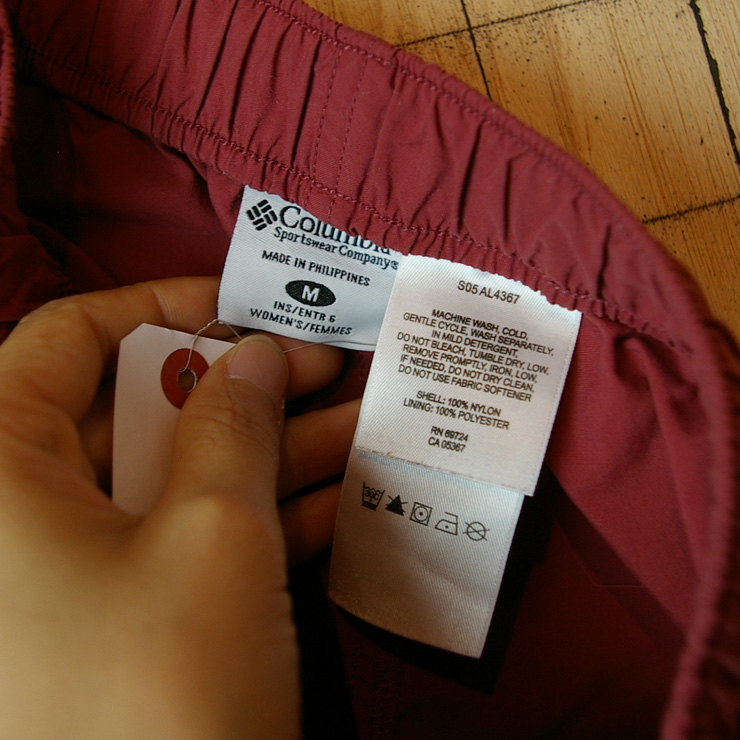 Columbia
Sportswear Company®
MADE IN PHILIPPINES
M
INS/ENTR 6
WOMEN'S/FEMMES
S05 AL4367
MACHINE WASH, COLD,
GENTLE CYCLE, WASH SEPARATELY,
IN MILD DETERGENT.
DO NOT BLEACH, TUMBLE DRY, LOW,
REMOVE PROMPTLY, IRON, LOW,
IF NEEDED, DO NOT DRY CLEAN,
DO NOT USE FABRIC SOFTENER
SHELL: 100% NYLON
LINING: 100% POLYESTER
RN 69724
CA 05367